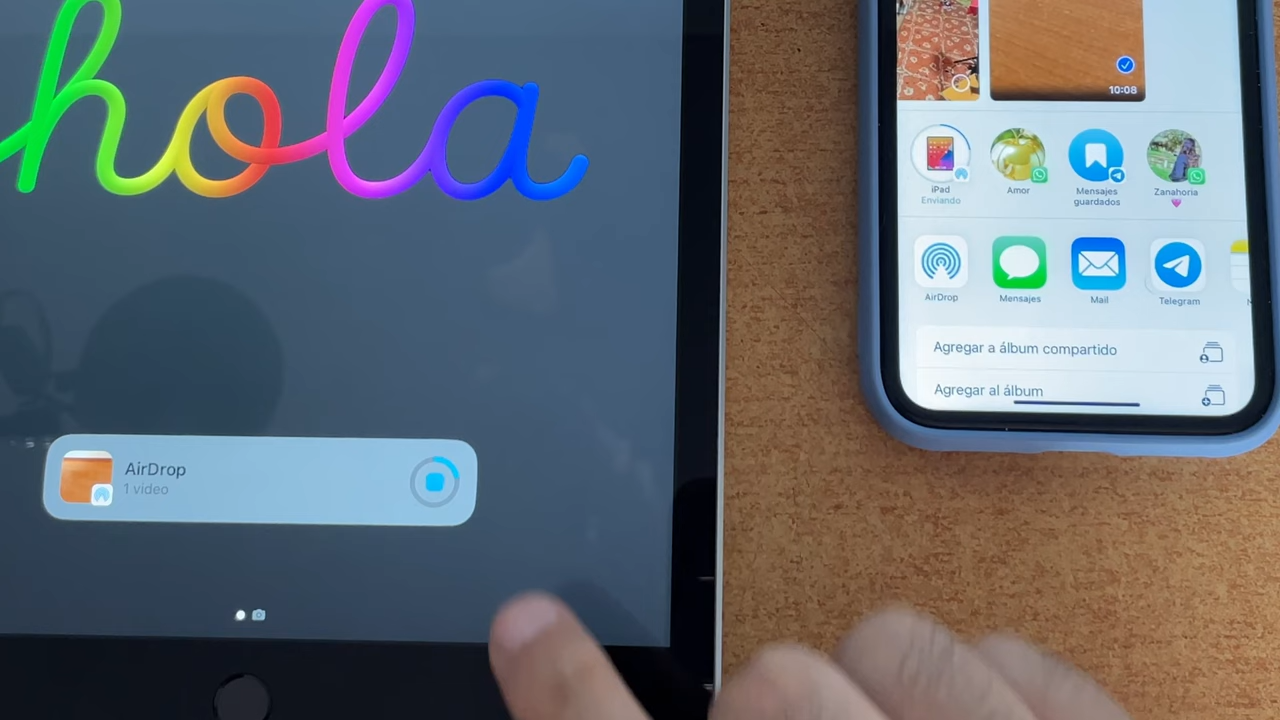 hola
AirDrop
1 video
10:08
iPad
Enviando
Amor
Mensajes
guardados
Zanahoria
AirDrop
Mensajes
Mail
Telegram
Agregar a álbum compartido
Agregar al álbum